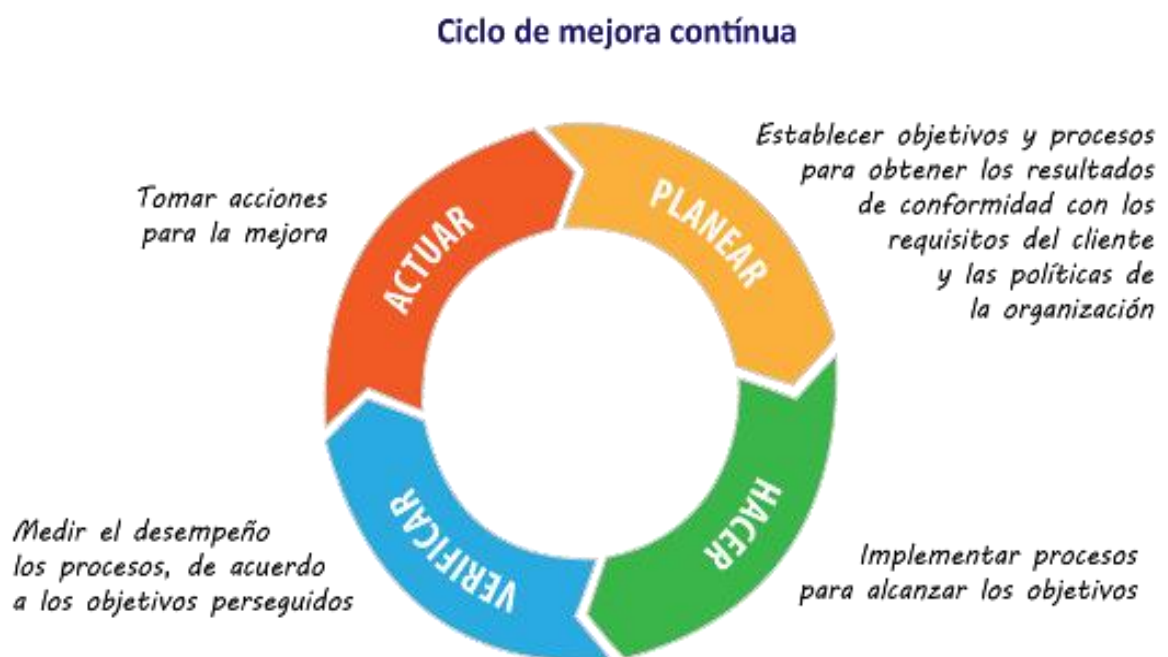 Ciclo de mejora contínua
PLANEAR
Establecer objetivos y procesos
para obtener los resultados
de conformidad con los
requisitos del cliente
y las políticas de
la organización
HACER
Implementar procesos
para alcanzar los objetivos
VERIFICAR
Medir el desempeño
los procesos, de acuerdo
a los objetivos perseguidos
ACTUAR
Tomar acciones
para la mejora